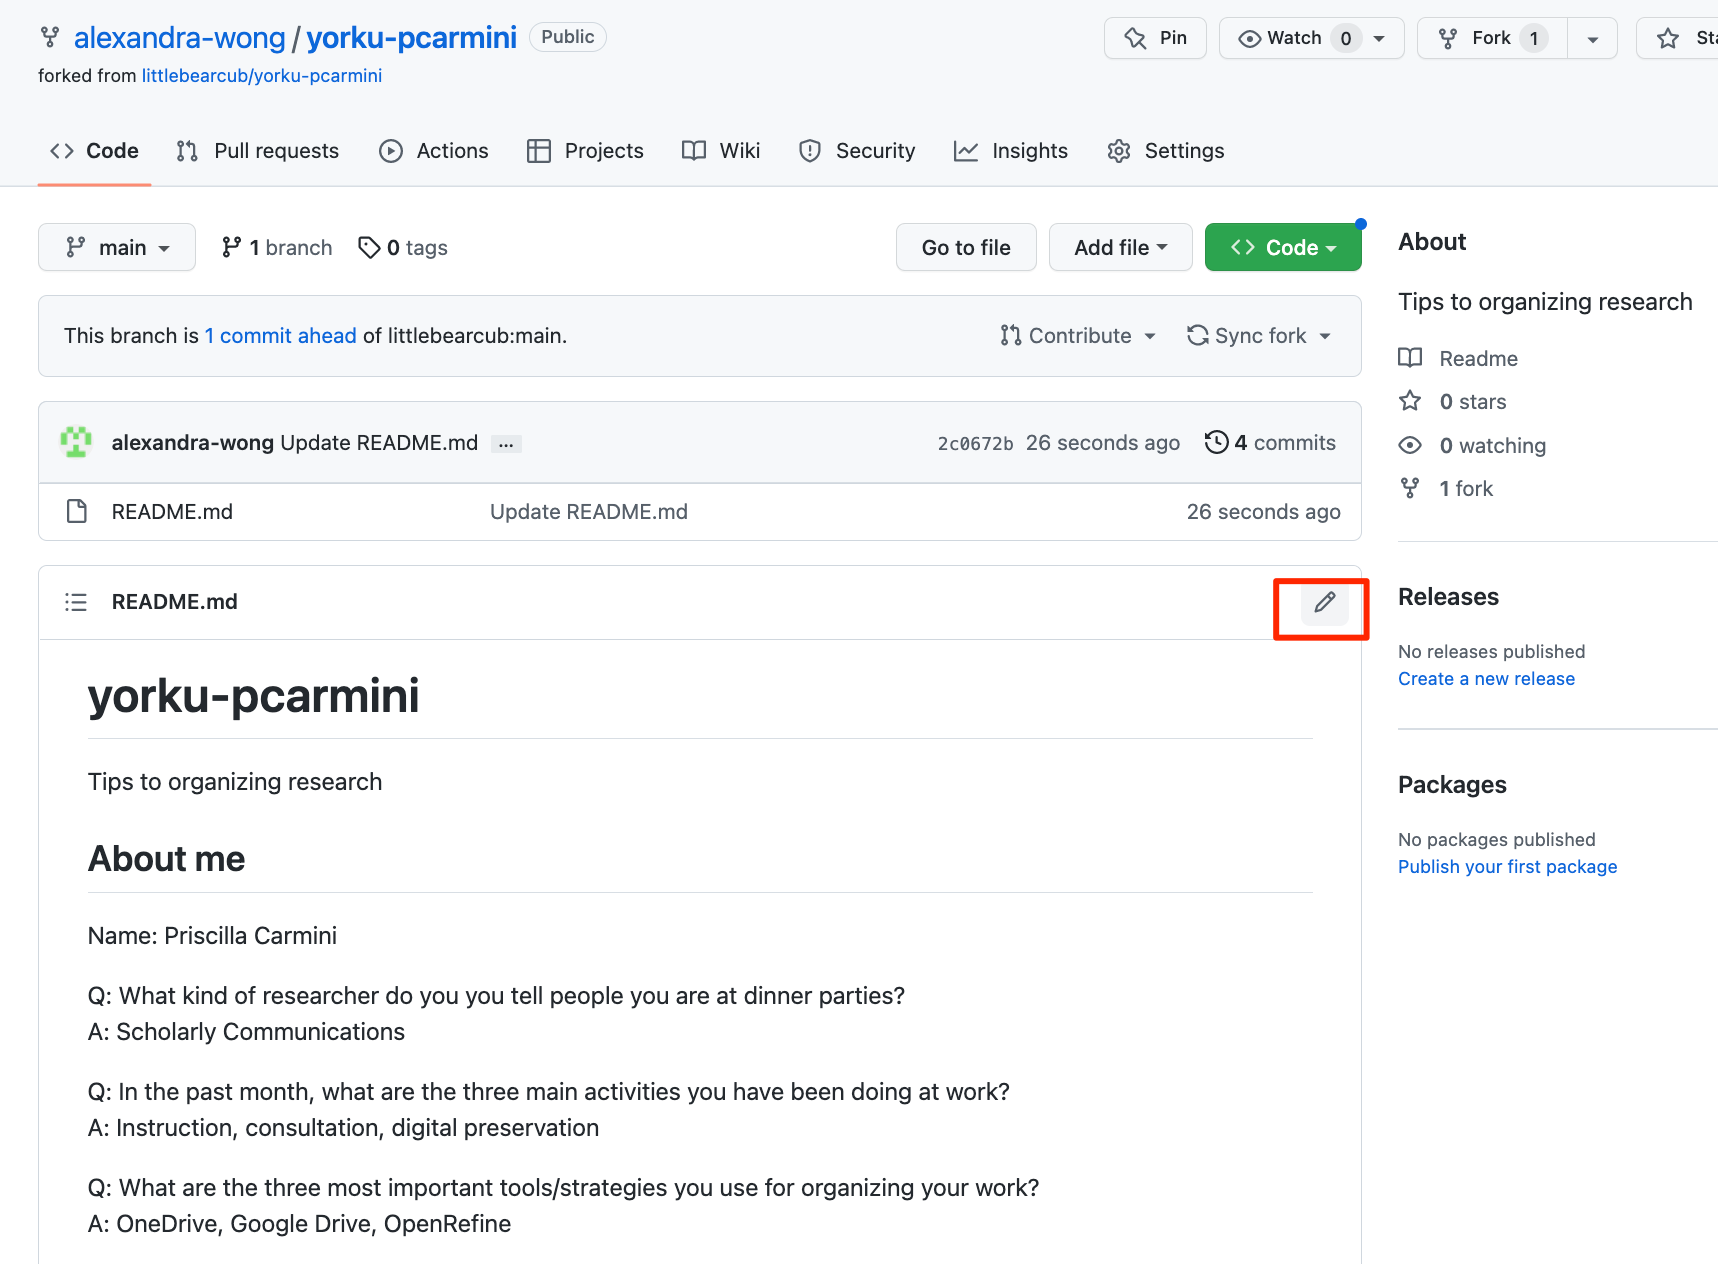 alexandra-wong / yorku-pcarmini Public
Pin
Watch 0
Fork 1
forked from littlebearcub/yorku-pcarmini
Code
Pull requests
Actions
Projects
Wiki
Security
Insights
Settings
main
1 branch
0 tags
Go to file
Add file
Code
This branch is 1 commit ahead of littlebearcub:main.
Contribute
Sync fork
alexandra-wong Update README.md ...
2c0672b 26 seconds ago
4 commits
README.md
Update README.md
26 seconds ago
README.md
yorku-pcarmini
Tips to organizing research
About me
Name: Priscilla Carmini
Q: What kind of researcher do you you tell people you are at dinner parties?
A: Scholarly Communications
Q: In the past month, what are the three main activities you have been doing at work?
A: Instruction, consultation, digital preservation
Q: What are the three most important tools/strategies you use for organizing your work?
A: OneDrive, Google Drive, OpenRefine
About
Tips to organizing research
Readme
0 stars
0 watching
1 fork
Releases
No releases published
Create a new release
Packages
No packages published
Publish your first package